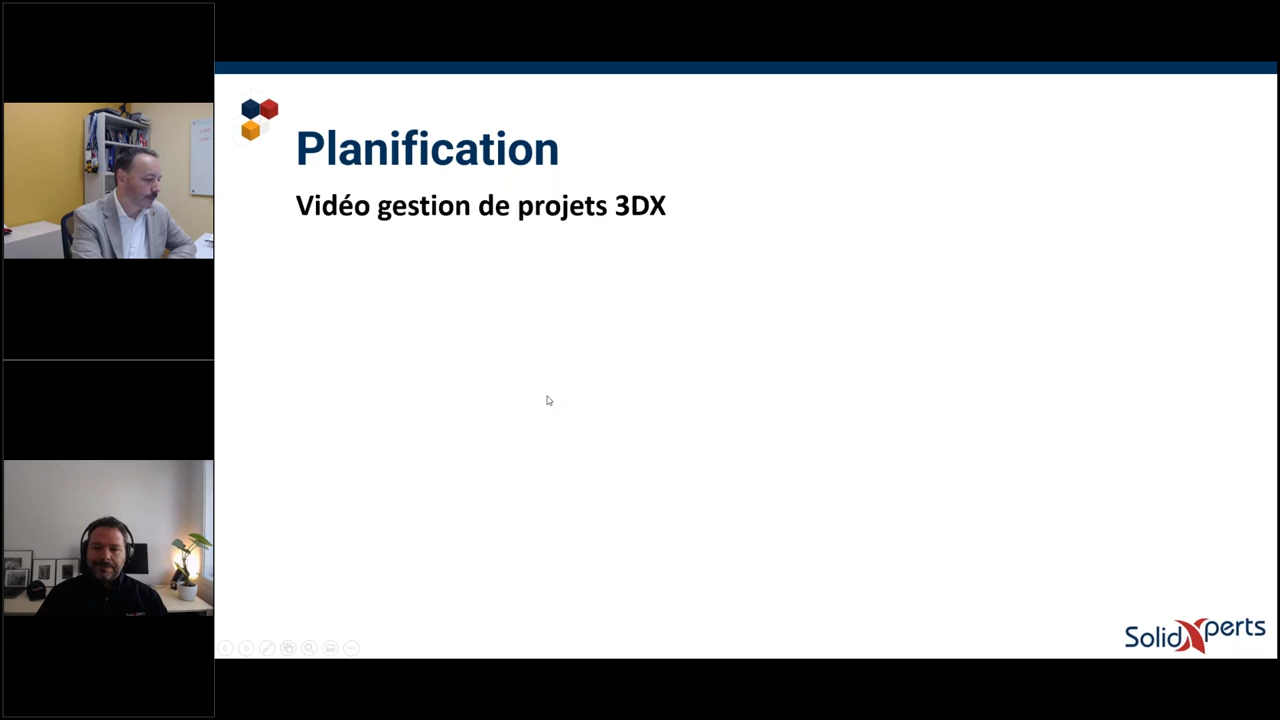 Planification
Vidéo gestion de projets 3DX
SolidXperts